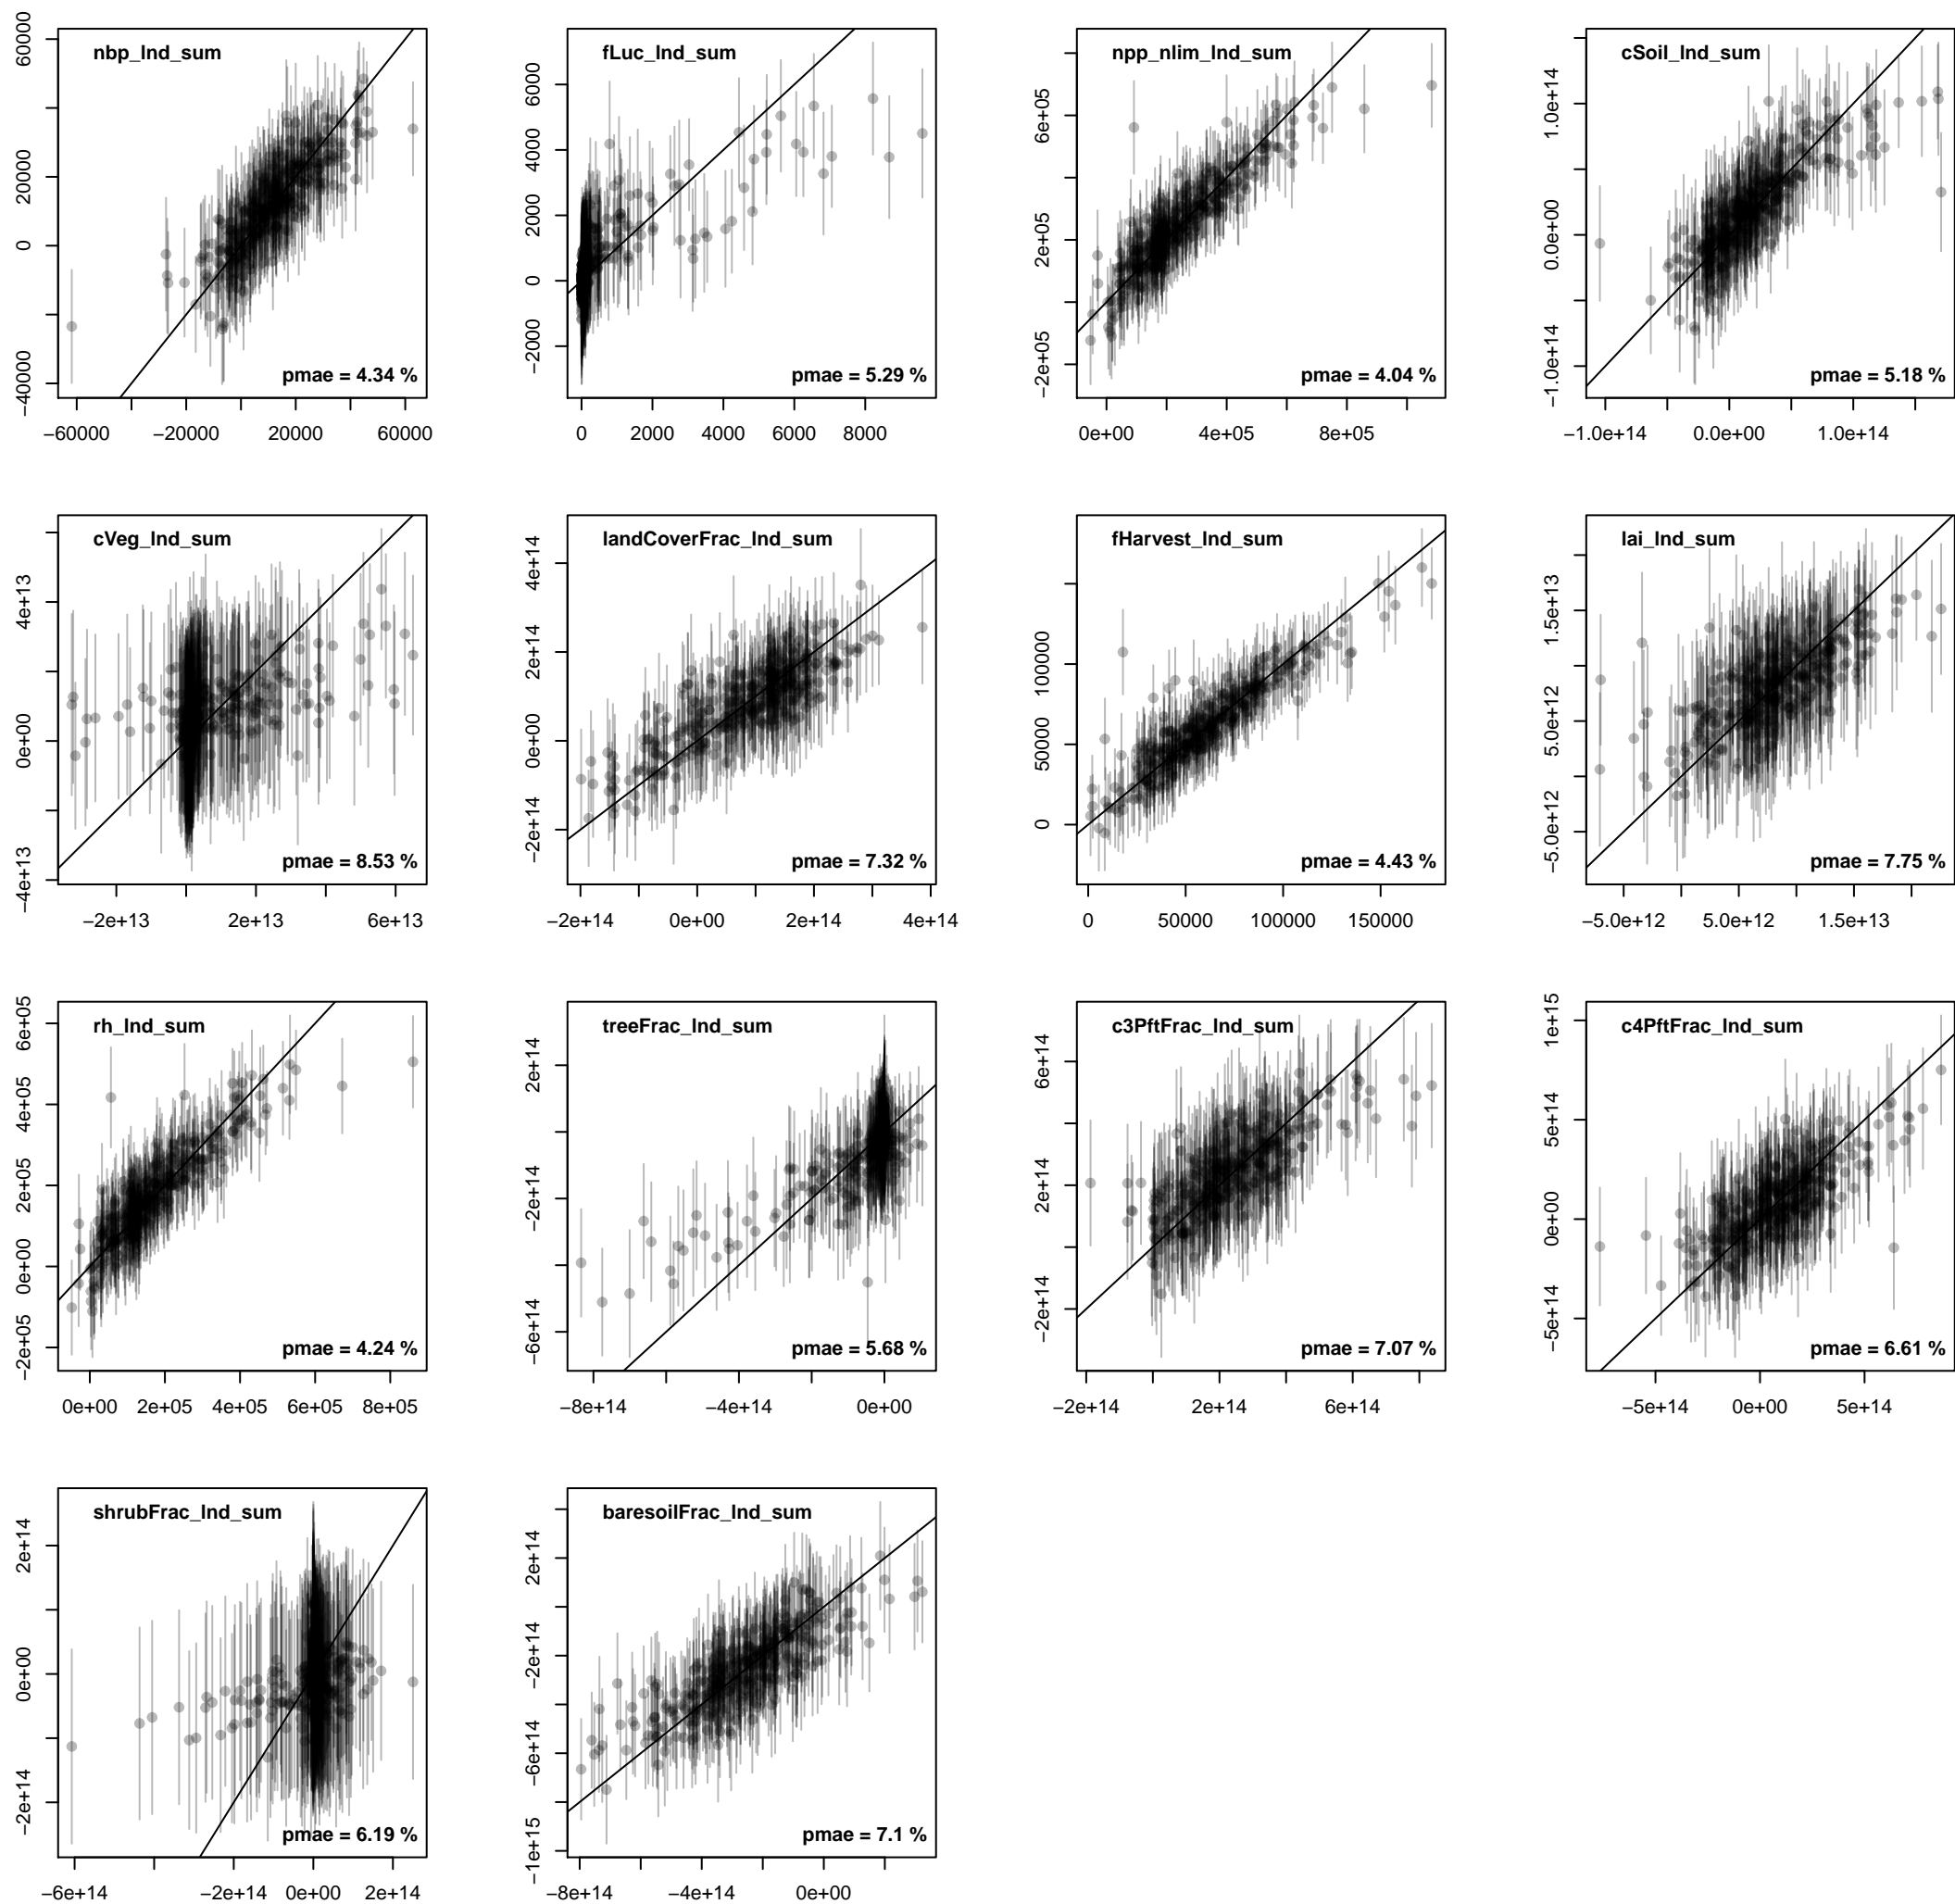 nbp_lnd_sum
60000
20000
0
−40000
pmae = 4.34 %
−60000 −20000 20000 60000
fLuc_lnd_sum
6000
4000
2000
0
−2000
pmae = 5.29 %
0 2000 4000 6000 8000
npp_nlim_lnd_sum
6e+05
2e+05
−2e+05
pmae = 4.04 %
0e+00 4e+05 8e+05
cSoil_lnd_sum
1.0e+14
0.0e+00
−1.0e+14
pmae = 5.18 %
−1.0e+14 0.0e+00 1.0e+14
cVeg_lnd_sum
4e+13
0e+00
−4e+13
pmae = 8.53 %
−2e+13 2e+13 6e+13
landCoverFrac_lnd_sum
4e+14
2e+14
0e+00
−2e+14
pmae = 7.32 %
−2e+14 0e+00 2e+14 4e+14
fHarvest_lnd_sum
100000
50000
0
pmae = 4.43 %
0 50000 100000 150000
lai_lnd_sum
1.5e+13
5.0e+12
−5.0e+12
pmae = 7.75 %
−5.0e+12 5.0e+12 1.5e+13
rh_lnd_sum
6e+05
4e+05
2e+05
0e+00
−2e+05
pmae = 4.24 %
0e+00 2e+05 4e+05 6e+05 8e+05
treeFrac_lnd_sum
2e+14
−2e+14
−6e+14
pmae = 5.68 %
−8e+14 −4e+14 0e+00
c3PftFrac_lnd_sum
6e+14
2e+14
−2e+14
pmae = 7.07 %
−2e+14 2e+14 6e+14
c4PftFrac_lnd_sum
1e+15
5e+14
0e+00
−5e+14
pmae = 6.61 %
−5e+14 0e+00 5e+14
shrubFrac_lnd_sum
2e+14
0e+00
−2e+14
pmae = 6.19 %
−6e+14 −2e+14 0e+00 2e+14
baresoilFrac_lnd_sum
2e+14
−2e+14
−6e+14
−1e+15
pmae = 7.1 %
−8e+14 −4e+14 0e+00